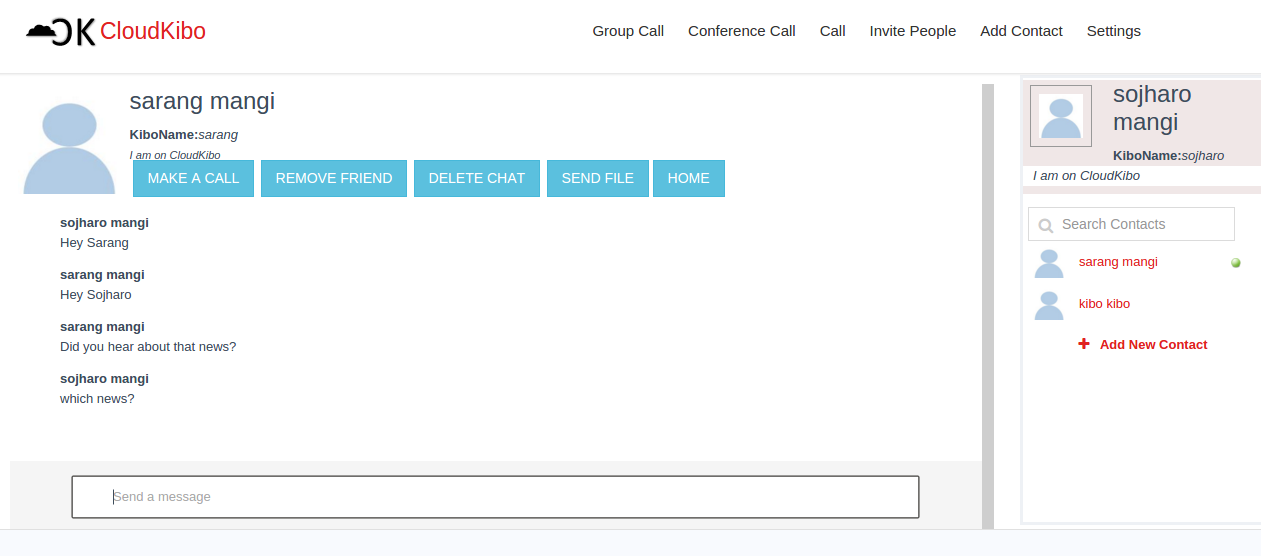 CK CloudKibo
Group Call Conference Call Call Invite People Add Contact Settings
sarang mangi
KiboName:sarang
I am on CloudKibo
MAKE A CALL REMOVE FRIEND DELETE CHAT SEND FILE HOME
sojharo mangi
Hey Sarang
sarang mangi
Hey Sojharo
sarang mangi
Did you hear about that news?
sojharo mangi
which news?
Send a message
sojharo
mangi
KiboName:sojharo
I am on CloudKibo
Search Contacts
sarang mangi
kibo kibo
Add New Contact